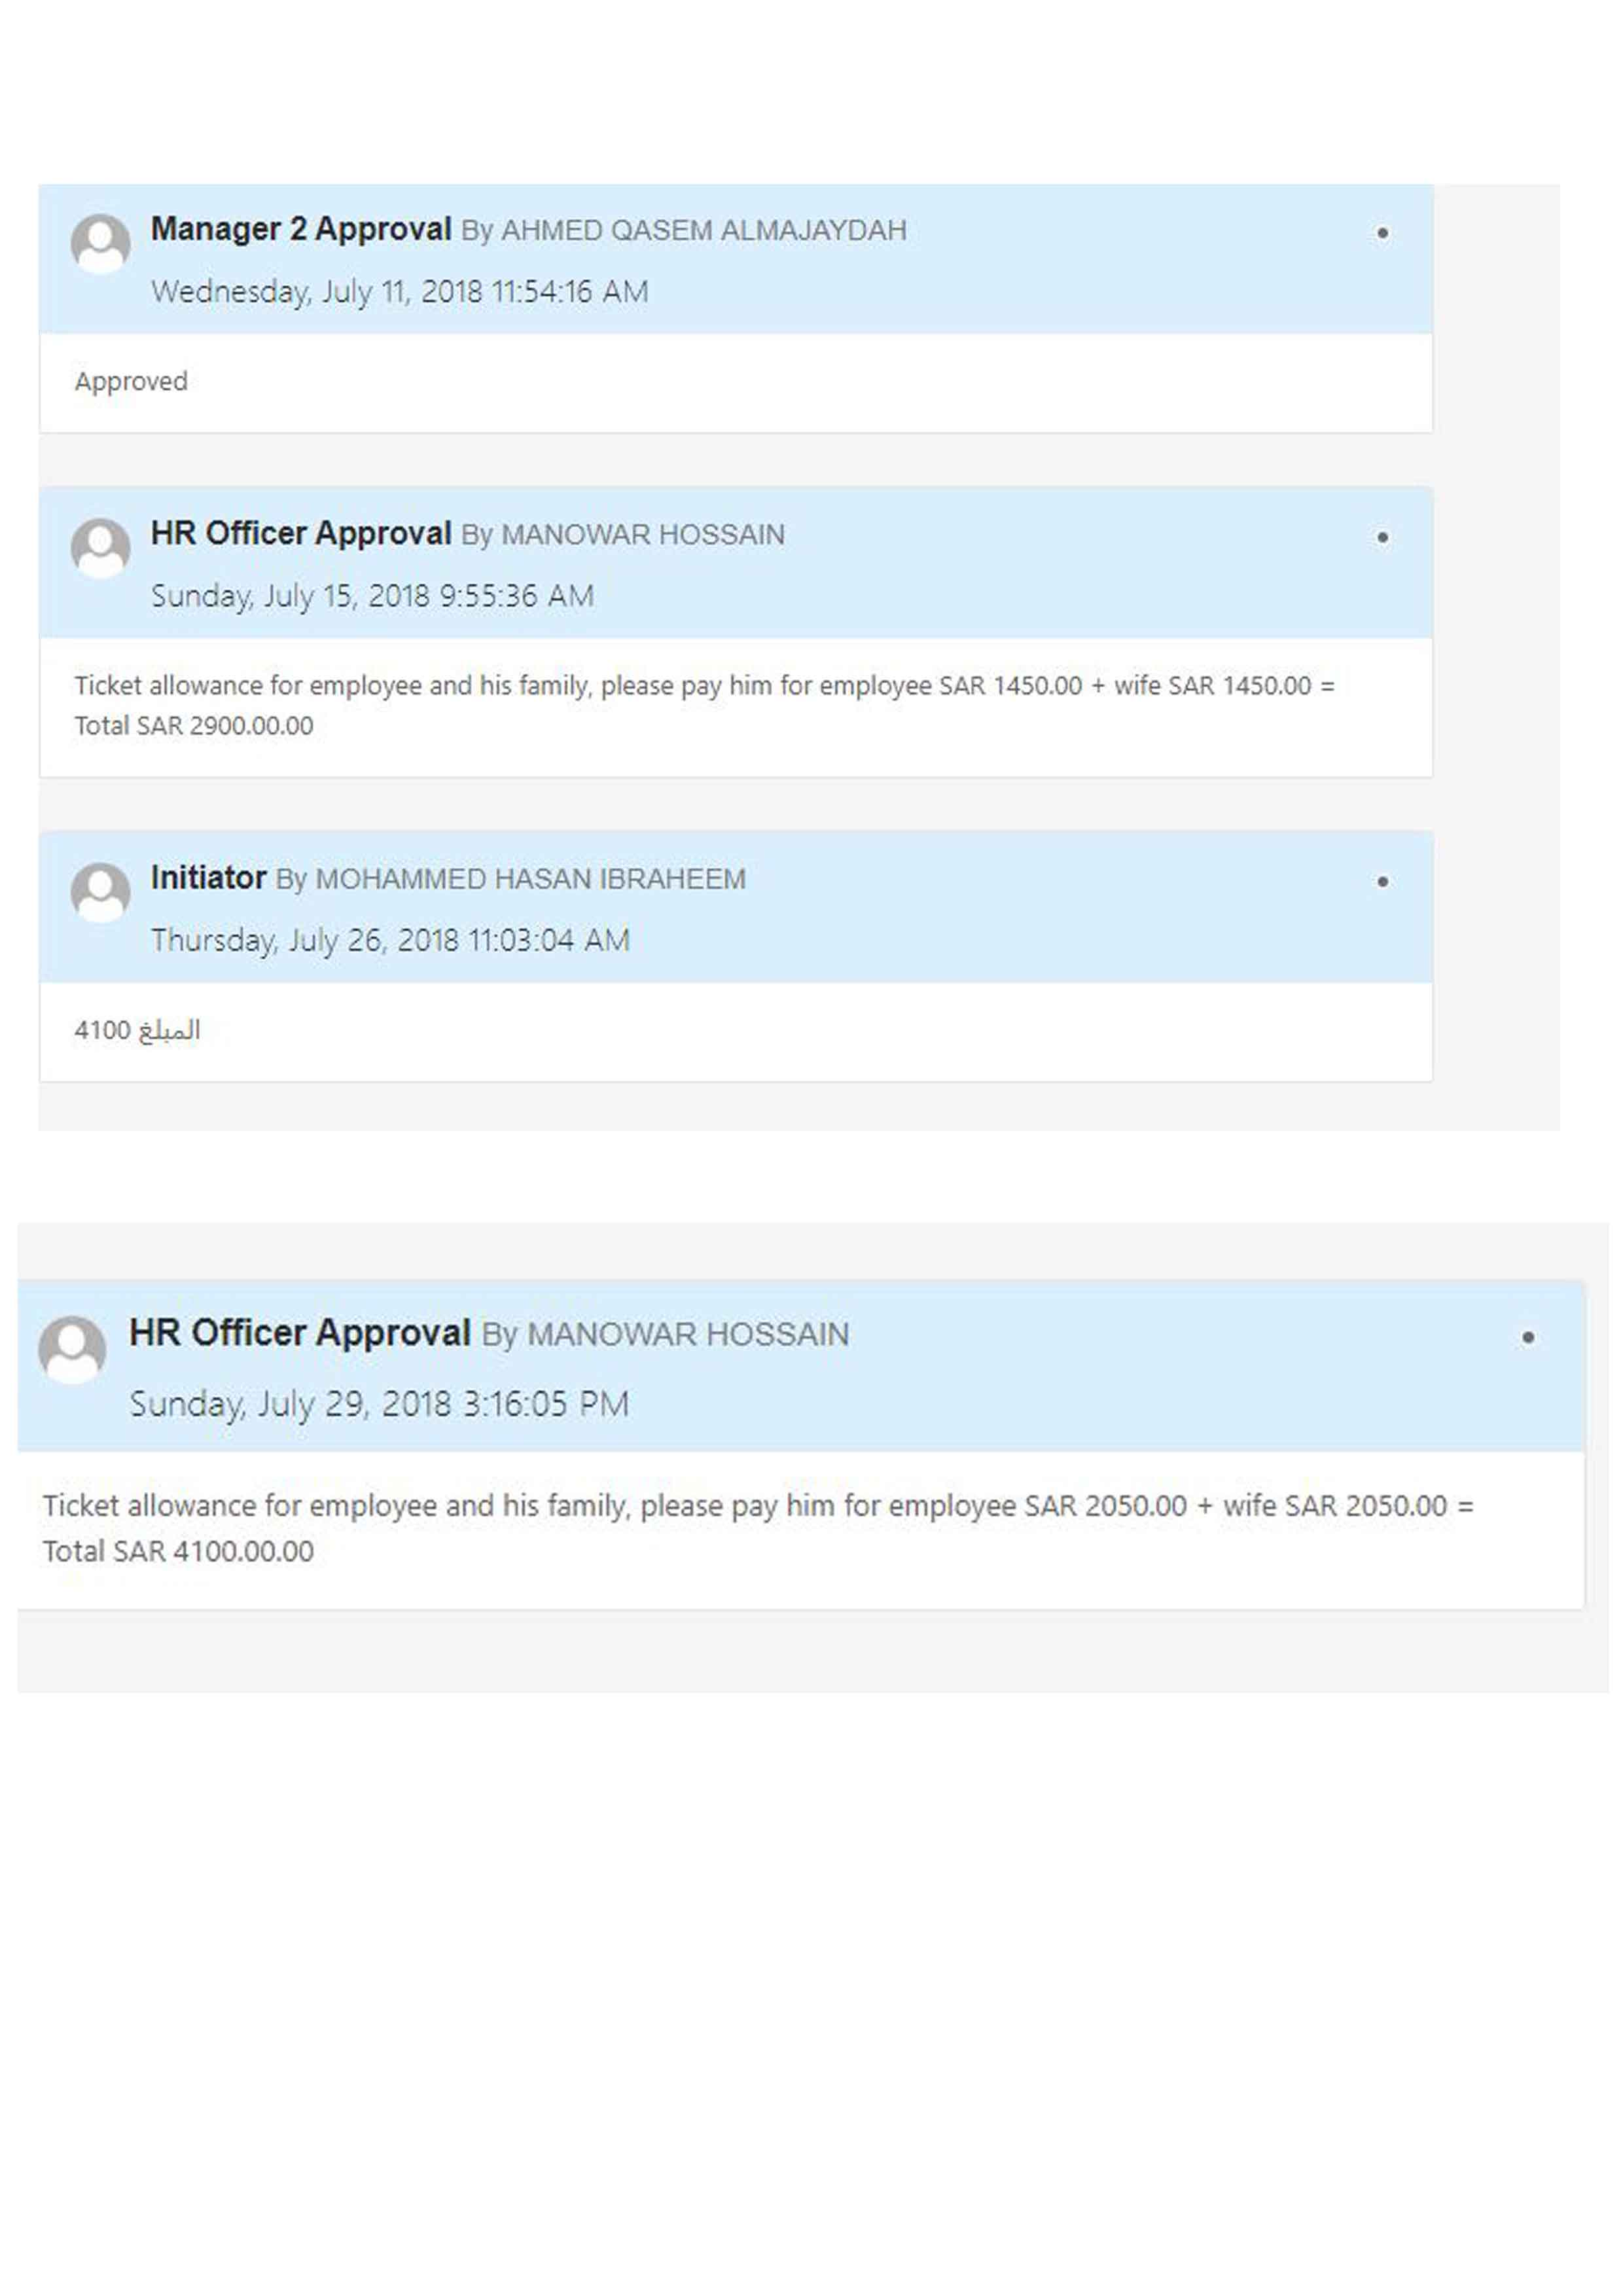 Manager 2 Approval By AHMED QASEM ALMAJAYDAH
Wednesday, July 11, 2018 11:54:16 AM
Approved
HR Officer Approval By MANOWAR HOSSAIN
Sunday, July 15, 2018 9:55:36 AM
Ticket allowance for employee and his family, please pay him for employee SAR 1450.00 + wife SAR 1450.00 =
Total SAR 2900.00.00
Initiator By MOHAMMED HASAN IBRAHEEM
Thursday, July 26, 2018 11:03:04 AM
المبلغ 4100
HR Officer Approval By MANOWAR HOSSAIN
Sunday, July 29, 2018 3:16:05 PM
Ticket allowance for employee and his family, please pay him for employee SAR 2050.00 + wife SAR 2050.00 =
Total SAR 4100.00.00